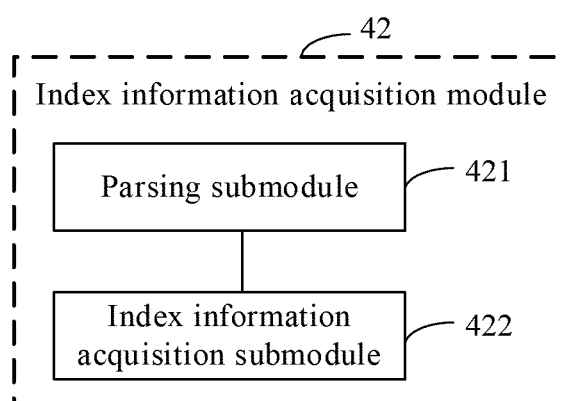 42
Index information acquisition module
Parsing submodule
421
Index information
acquisition submodule
422